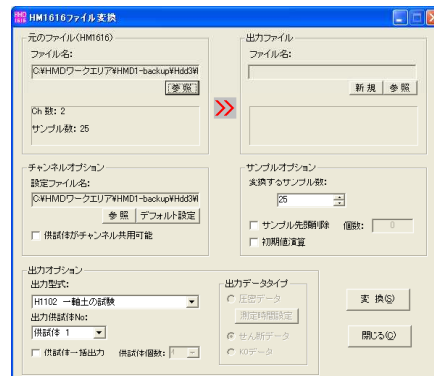 HM1616ファイル変換
元のファイル(HM1616)
ファイル名:
C:¥HMDワークエリア¥HMD1-backup¥Hdd3¥I
参 照
Ch 数: 2
サンプル数: 25
出力ファイル
ファイル名:
新 規 参 照
チャンネルオプション
設定ファイル名:
C:¥HMDワークエリア¥HMD1-backup¥Hdd3¥I
参 照 デフォルト設定
供試体がチャンネル共用可能
サンプルオプション
変換するサンプル数:
25
サンプル先頭削除 個数: 0
初期値演算
出力オプション
出力型式:
H1102 一軸土の試験
出力供試体No:
供試体 1
供試体一括出力 供試体個数:
出力データタイプ
圧密データ
測定時間設定
せん断データ
K0データ
変 換(S)
閉じる(Q)